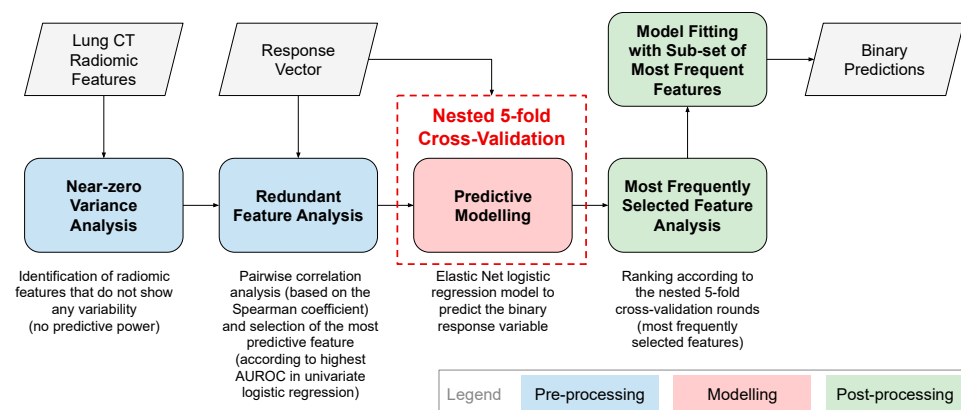 Lung CT
Radiomic
Features
Response
Vector
Model Fitting
with Sub-set of
Most Frequent
Features
Binary
Predictions
Nested 5-fold
Cross-Validation
Near-zero
Variance
Analysis
Redundant
Feature Analysis
Predictive
Modelling
Most Frequently
Selected Feature
Analysis
Identification of radiomic
features that do not show
any variability
(no predictive power)
Pairwise correlation
analysis (based on the
Spearman coefficient)
and selection of the most
predictive feature
(according to highest
AUROC in univariate
logistic regression)
Elastic Net logistic
regression model to
predict the binary
response variable
Ranking according to
the nested 5-fold
cross-validation rounds
(most frequently
selected features)
Legend
Pre-processing
Modelling
Post-processing